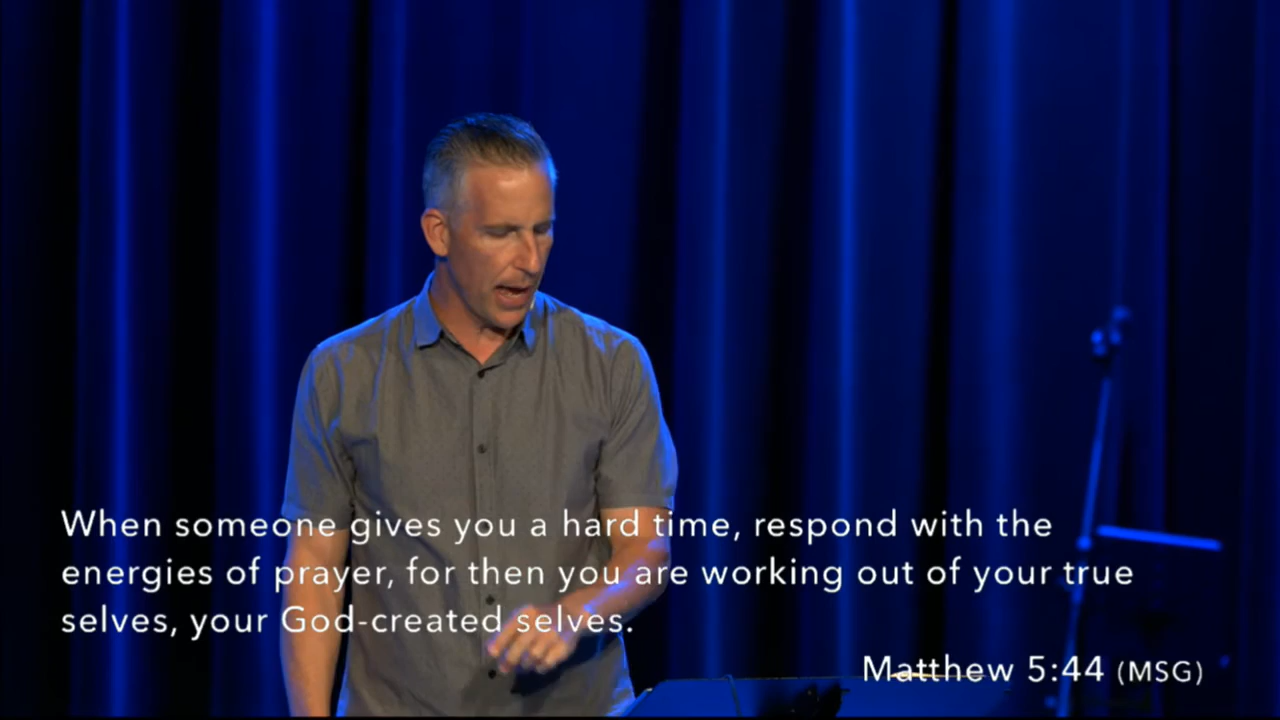 When someone gives you a hard time, respond with the
energies of prayer, for then you are working out of your true
selves, your God-created selves.
Matthew 5:44 (MSG)